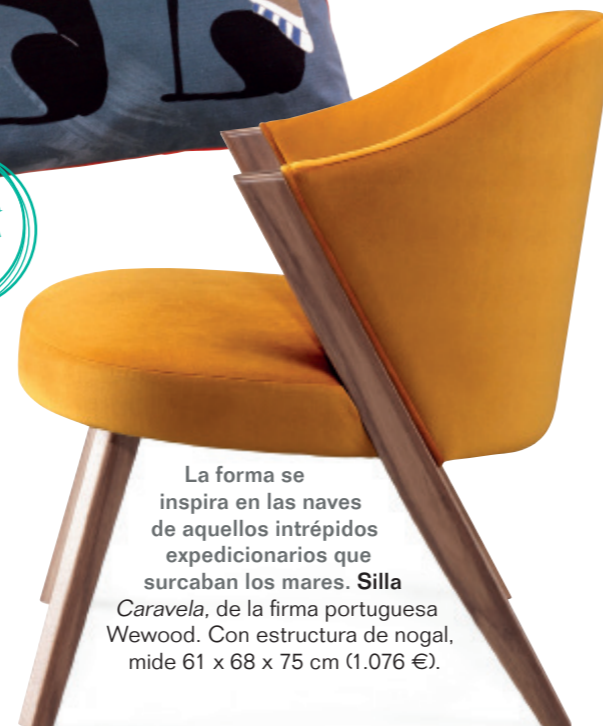 La forma se
inspira en las naves
de aquellos intrépidos
expedicionarios que
surcaban los mares. Silla
Caravela, de la firma portuguesa
Wewood. Con estructura de nogal,
mide 61 x 68 x 75 cm (1.076 €).